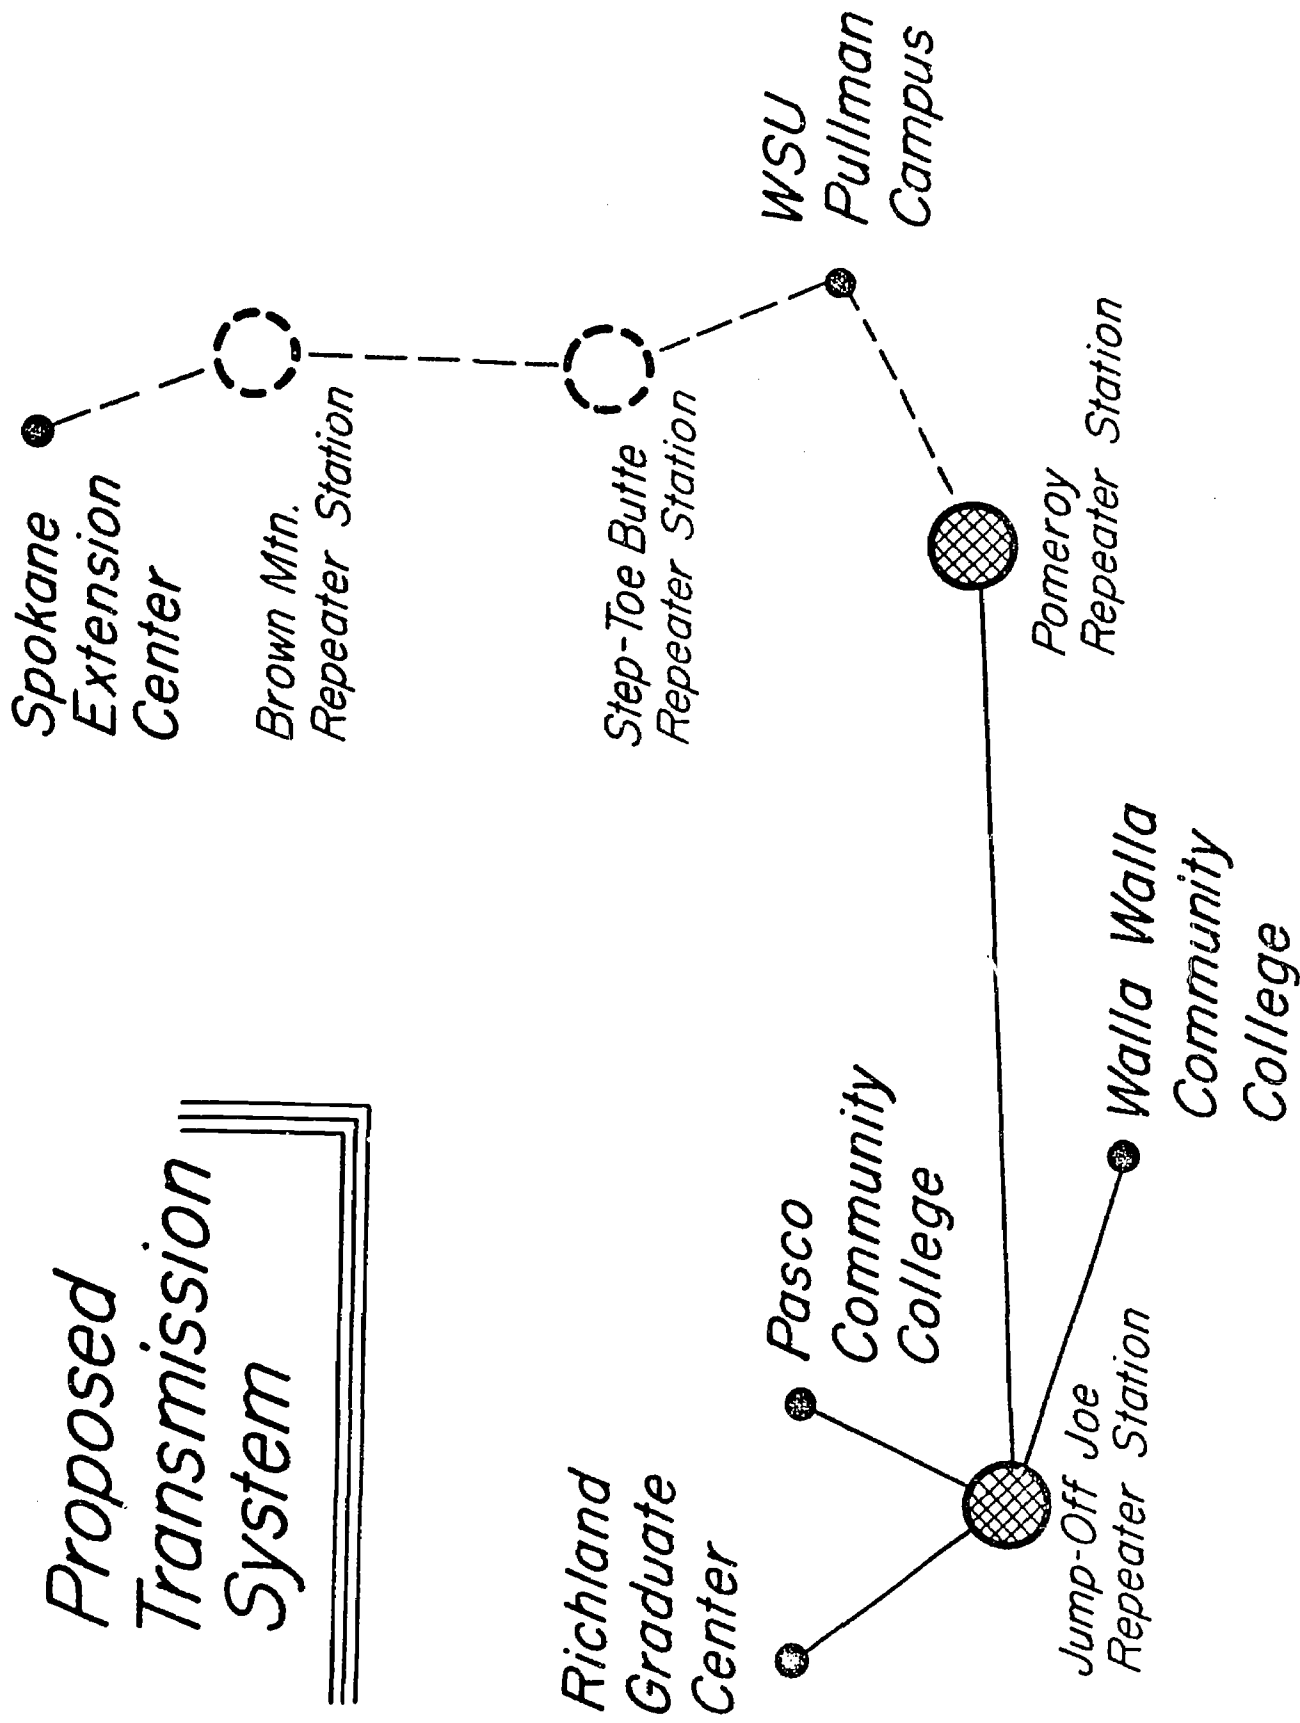 Proposed
Transmission
System
Spokane
Extension
Center
Brown Mtn.
Repeater Station
Step-Toe Butte
Repeater Station
WSU
Pullman
Campus
Pomeroy
Repeater Station
Richland
Graduate
Center
Pasco
Community
College
Jump-Off Joe
Repeater Station
Walla Walla
Community
College